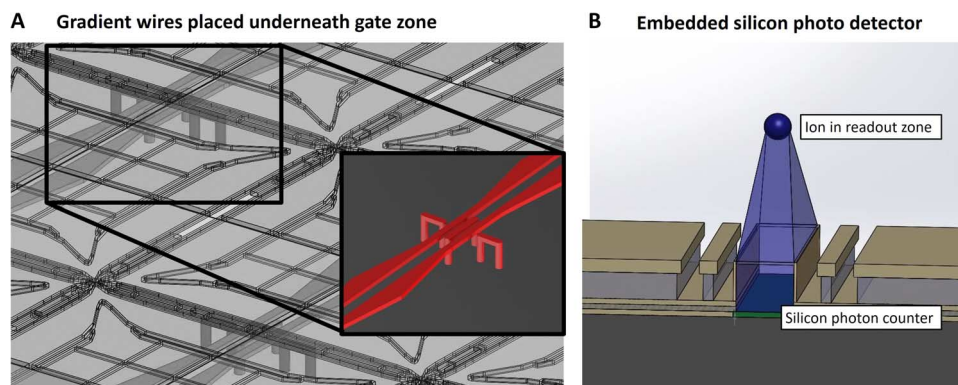 A Gradient wires placed underneath gate zone
B Embedded silicon photo detector
Ion in readout zone
Silicon photon counter